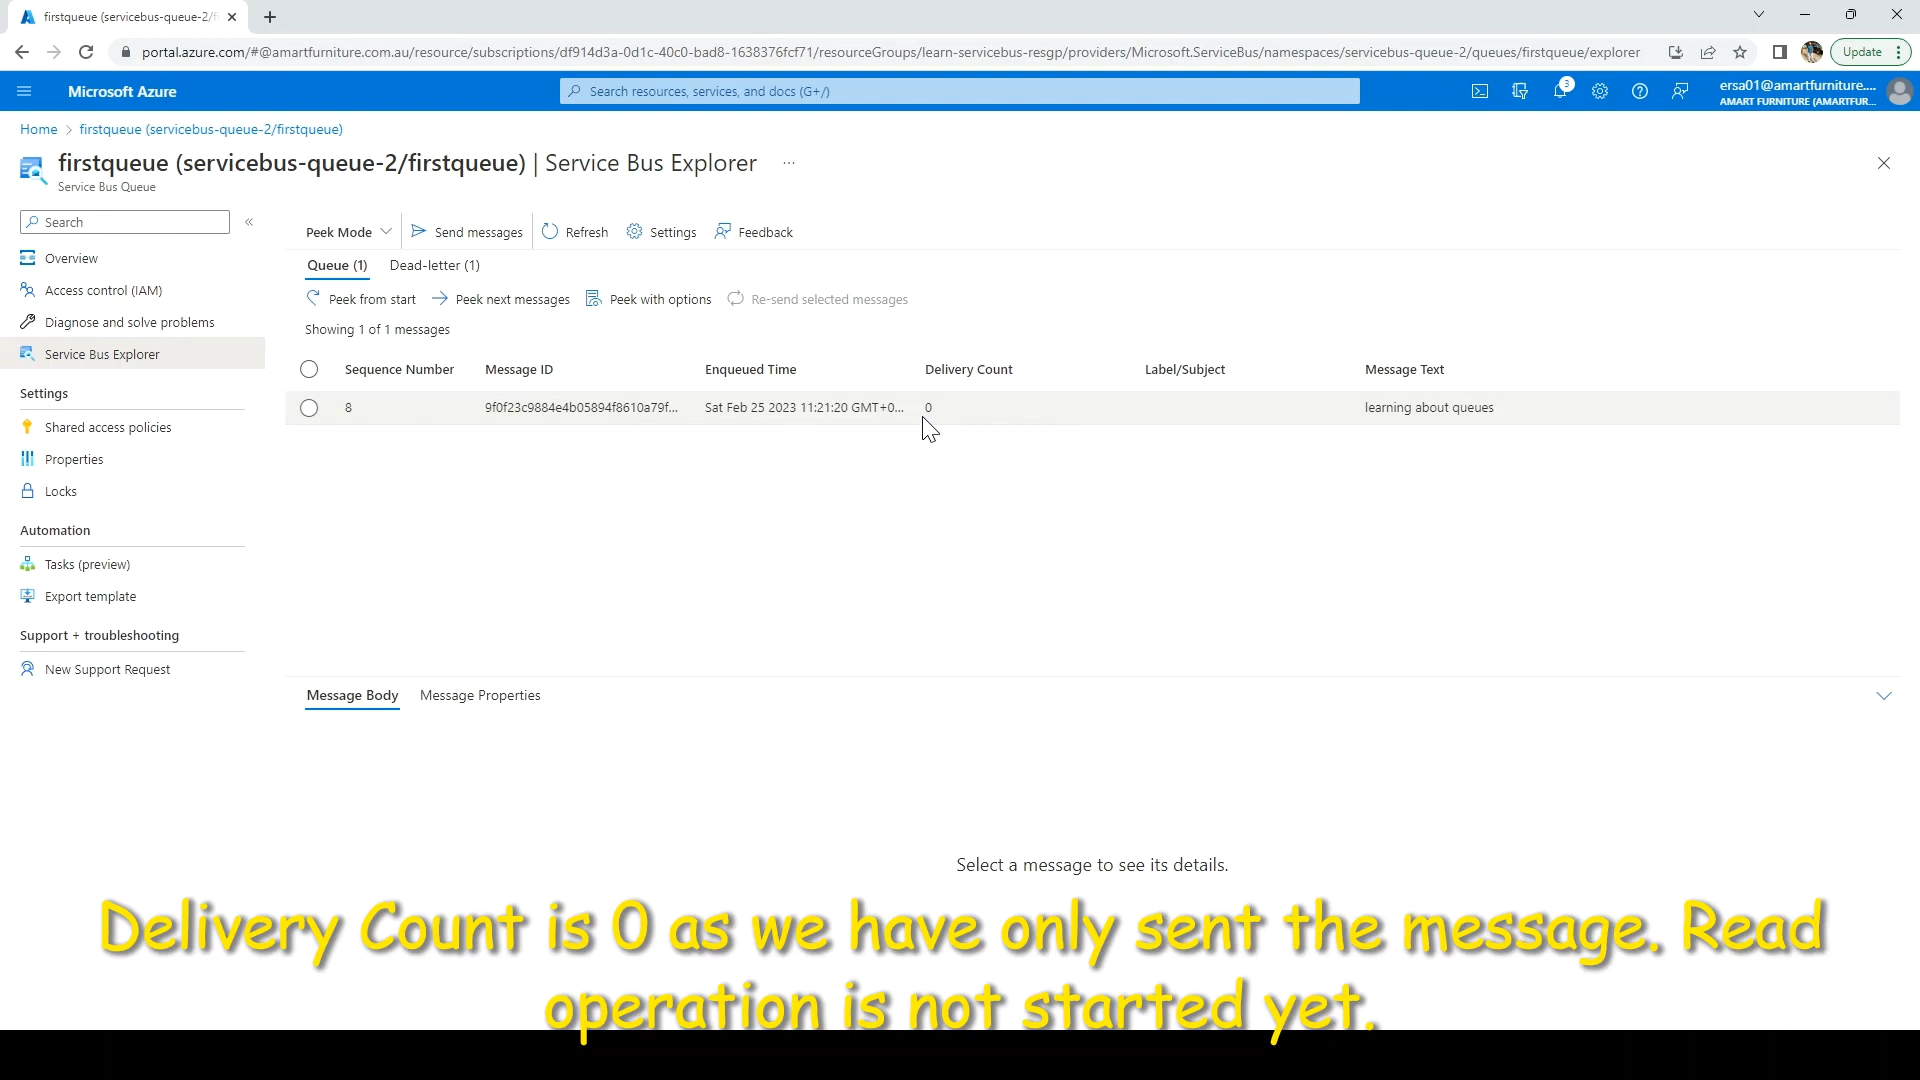 firstqueue (servicebus-queue-2/fi
portal.azure.com/#@amartfurniture.com.au/resource/subscriptions/df914d3a-0d1c-40c0-bad8-1638376fcf71/resourceGroups/learn-servicebus-resgp/providers/Microsoft.ServiceBus/namespaces/servicebus-queue-2/queues/firstqueue/explorer
Update
Microsoft Azure
Search resources, services, and docs (G+/)
3
ersa01@amartfurniture....
AMART FURNITURE (AMARTFUR...
Home > firstqueue (servicebus-queue-2/firstqueue)
firstqueue (servicebus-queue-2/firstqueue) | Service Bus Explorer ...
Service Bus Queue
Search
«
Overview
Access control (IAM)
Diagnose and solve problems
Service Bus Explorer
Settings
Shared access policies
Properties
Locks
Automation
Tasks (preview)
Export template
Support + troubleshooting
New Support Request
Peek Mode
Send messages
Refresh
Settings
Feedback
Queue (1) Dead-letter (1)
Peek from start
Peek next messages
Peek with options
Re-send selected messages
Showing 1 of 1 messages
Sequence Number Message ID Enqueued Time Delivery Count Label/Subject Message Text
8 9f0f23c9884e4b05894f8610a79f... Sat Feb 25 2023 11:21:20 GMT+0... 0 learning about queues
Message Body Message Properties
Select a message to see its details.
Delivery Count is 0 as we have only sent the message. Read
operation is not started yet.